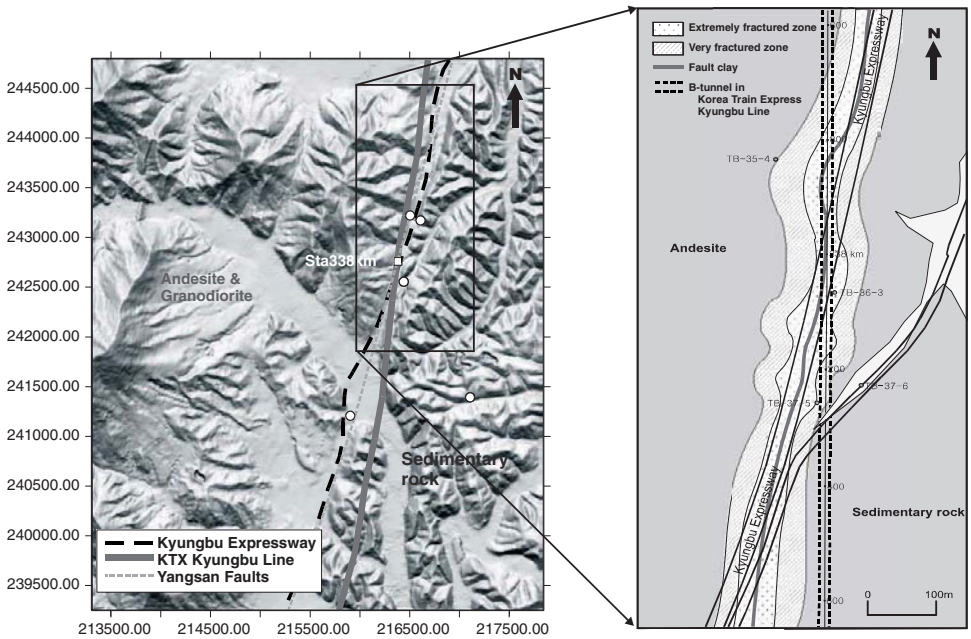 244500.00
244000.00
243500.00
243000.00
242500.00
242000.00
241500.00
241000.00
240500.00
240000.00
239500.00
213500.00
214500.00
215500.00
216500.00
217500.00
N
Sta338km
Andesite &
Granodiorite
Sedimentary
rock
Kyungbu Expressway
KTX Kyungbu Line
Yangsan Faults
Extremely fractured zone
Very fractured zone
Fault clay
B-tunnel in
Korea Train Express
Kyungbu Line
N
Kyungbu Expressway
TB-35-4
Andesite
TB-36-3
TB-37-6
TB-37-5
Kyungbu Expressway
Sedimentary rock
0
100m